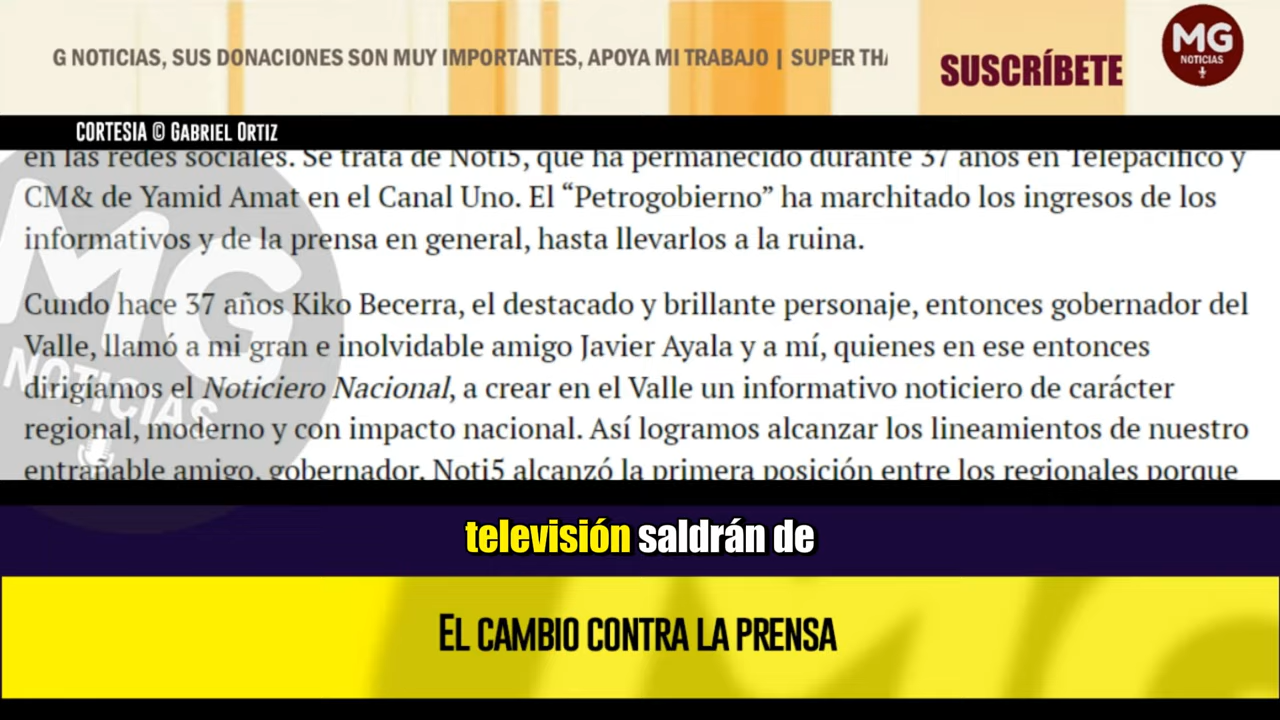 G NOTICIAS, SUS DONACIONES SON MUY IMPORTANTES, APOYA MI TRABAJO | SUPER THA
SUSCRÍBETE
MG
NOTICIAS
CORTESIA © GABRIEL ORTIZ
en las redes sociales. Se trata de Noti5, que ha permanecido durante 37 años en Telepacífico y
CM& de Yamid Amat en el Canal Uno. El “Petrogobierno” ha marchitado los ingresos de los
informativos y de la prensa en general, hasta llevarlos a la ruina.
Cundo hace 37 años Kiko Becerra, el destacado y brillante personaje, entonces gobernador del
Valle, llamó a mi gran e inolvidable amigo Javier Ayala y a mí, quienes en ese entonces
dirigíamos el Noticiero Nacional, a crear en el Valle un informativo noticiero de carácter
regional, moderno y con impacto nacional. Así logramos alcanzar los lineamientos de nuestro
entrañable amigo, gobernador. Noti5 alcanzó la primera posición entre los regionales porque
MG
NOTICIAS
televisión saldrán de
EL CAMBIO CONTRA LA PRENSA